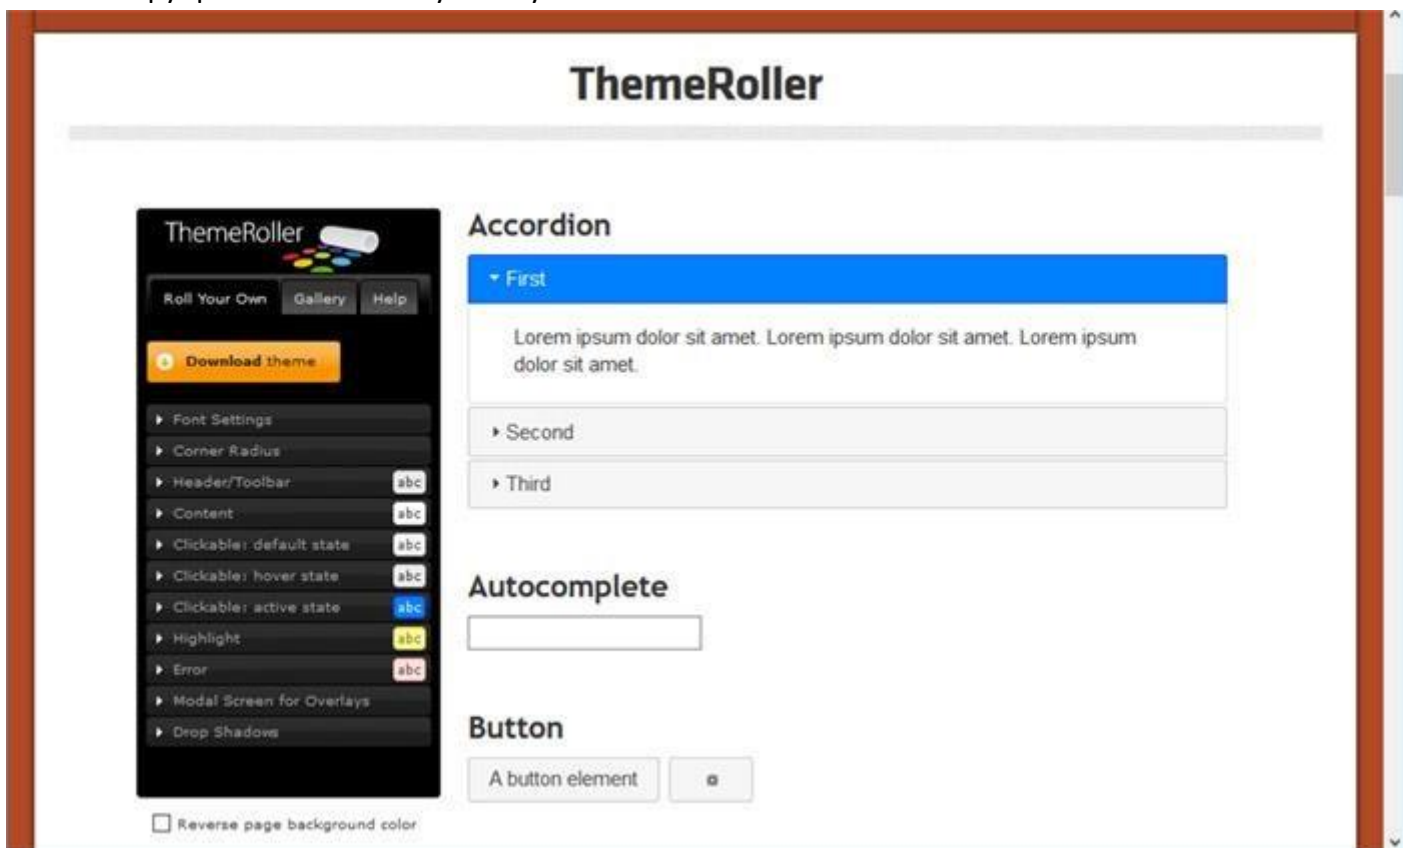 ThemeRoller
ThemeRoller
Roll Your Own Gallery Help
Download theme
Font Settings
Corner Radius
Header/Toolbar abc
Content abc
Clickable: default state abc
Clickable: hover state abc
Clickable: active state abc
Highlight abc
Error abc
Modal Screen for Overlays
Drop Shadows
Reverse page background color
Accordion
First
Lorem ipsum dolor sit amet. Lorem ipsum dolor sit amet. Lorem ipsum
dolor sit amet.
Second
Third
Autocomplete
Button
A button element